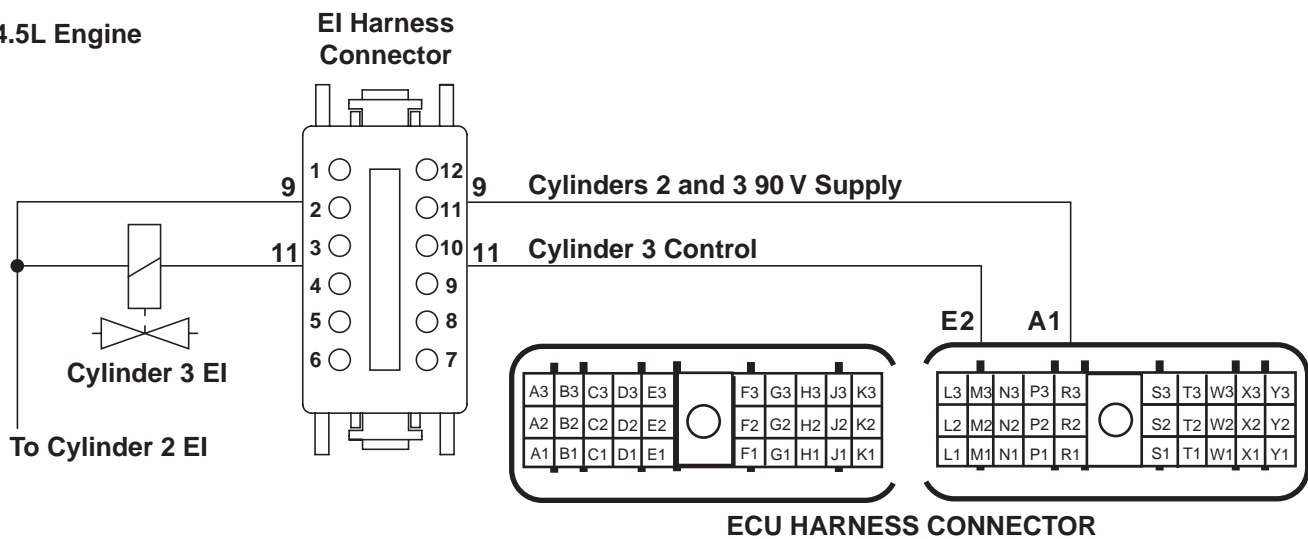 4.5L Engine
EI Harness
Connector
1 12
9 9 Cylinders 2 and 3 90 V Supply
2 11
11 3 10 11 Cylinder 3 Control
4 9
5 8
6 7
Cylinder 3 EI
To Cylinder 2 EI
E2 A1
A3 B3 C3 D3 E3 F3 G3 H3 J3 K3 L3 M3 N3 P3 R3 S3 T3 W3 X3 Y3
A2 B2 C2 D2 E2 F2 G2 H2 J2 K2 L2 M2 N2 P2 R2 S2 T2 W2 X2 Y2
A1 B1 C1 D1 E1 F1 G1 H1 J1 K1 L1 M1 N1 P1 R1 S1 T1 W1 X1 Y1
ECU HARNESS CONNECTOR